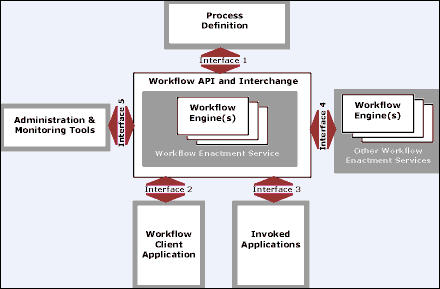 Process
Definition
Interface 1
Workflow API and Interchange
Workflow
Engine(s)
Workflow Enactment Service
Interface 5
Administration &
Monitoring Tools
Interface 4
Workflow
Engine(s)
Other Workflow
Enactment Services
Interface 2
Interface 3
Workflow
Client
Application
Invoked
Applications